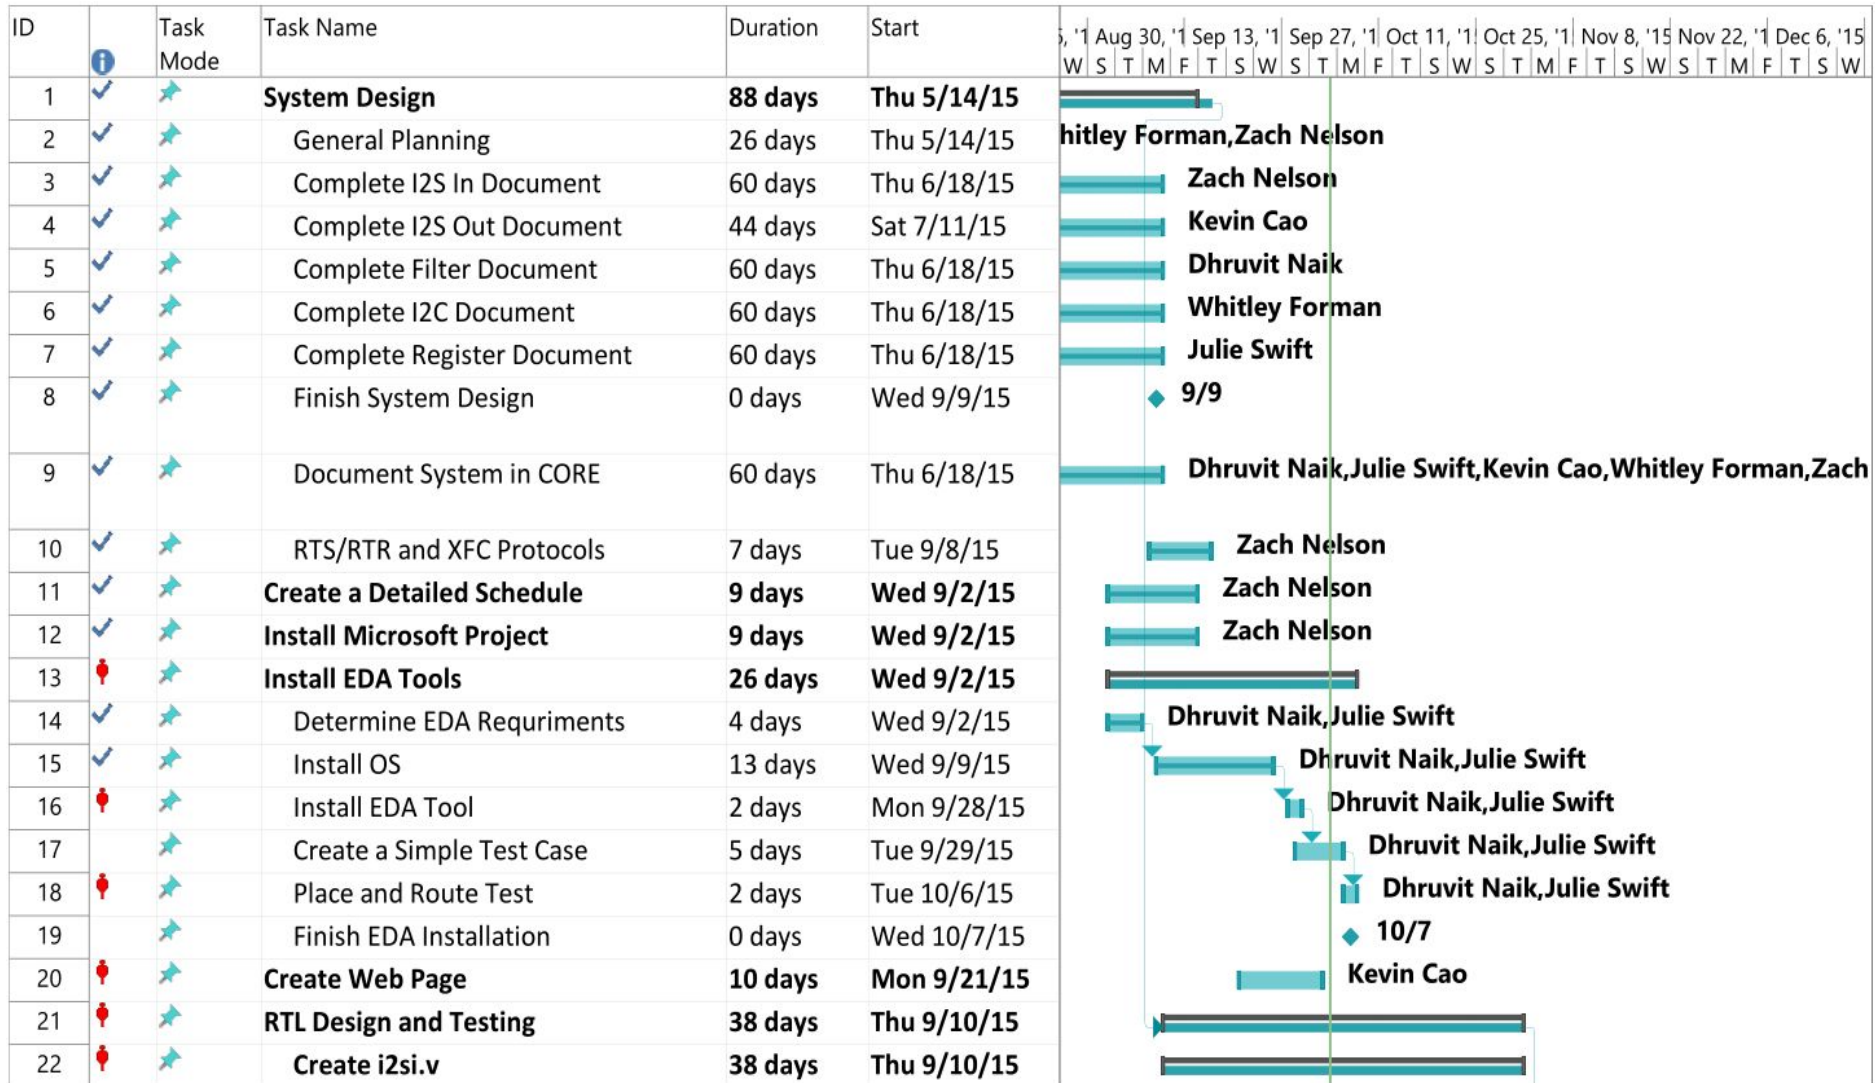 ID Task Mode Task Name Duration Start
5, '1 Aug 30, '1 Sep 13, '1 Sep 27, '1 Oct 11, '1 Oct 25, '1 Nov 8, '15 Nov 22, '1 Dec 6, '15
W S T M F T S W S T M F T S W S T M F T S W S T M F T S W
1 System Design 88 days Thu 5/14/15
2 General Planning 26 days Thu 5/14/15 hitley Forman,Zach Nelson
3 Complete I2S In Document 60 days Thu 6/18/15 Zach Nelson
4 Complete I2S Out Document 44 days Sat 7/11/15 Kevin Cao
5 Complete Filter Document 60 days Thu 6/18/15 Dhruvit Naik
6 Complete I2C Document 60 days Thu 6/18/15 Whitley Forman
7 Complete Register Document 60 days Thu 6/18/15 Julie Swift
8 Finish System Design 0 days Wed 9/9/15 9/9
9 Document System in CORE 60 days Thu 6/18/15 Dhruvit Naik,Julie Swift,Kevin Cao,Whitley Forman,Zach
10 RTS/RTR and XFC Protocols 7 days Tue 9/8/15 Zach Nelson
11 Create a Detailed Schedule 9 days Wed 9/2/15 Zach Nelson
12 Install Microsoft Project 9 days Wed 9/2/15 Zach Nelson
13 Install EDA Tools 26 days Wed 9/2/15
14 Determine EDA Requriments 4 days Wed 9/2/15 Dhruvit Naik,Julie Swift
15 Install OS 13 days Wed 9/9/15 Dhruvit Naik,Julie Swift
16 Install EDA Tool 2 days Mon 9/28/15 Dhruvit Naik,Julie Swift
17 Create a Simple Test Case 5 days Tue 9/29/15 Dhruvit Naik,Julie Swift
18 Place and Route Test 2 days Tue 10/6/15 Dhruvit Naik,Julie Swift
19 Finish EDA Installation 0 days Wed 10/7/15 10/7
20 Create Web Page 10 days Mon 9/21/15 Kevin Cao
21 RTL Design and Testing 38 days Thu 9/10/15
22 Create i2si.v 38 days Thu 9/10/15